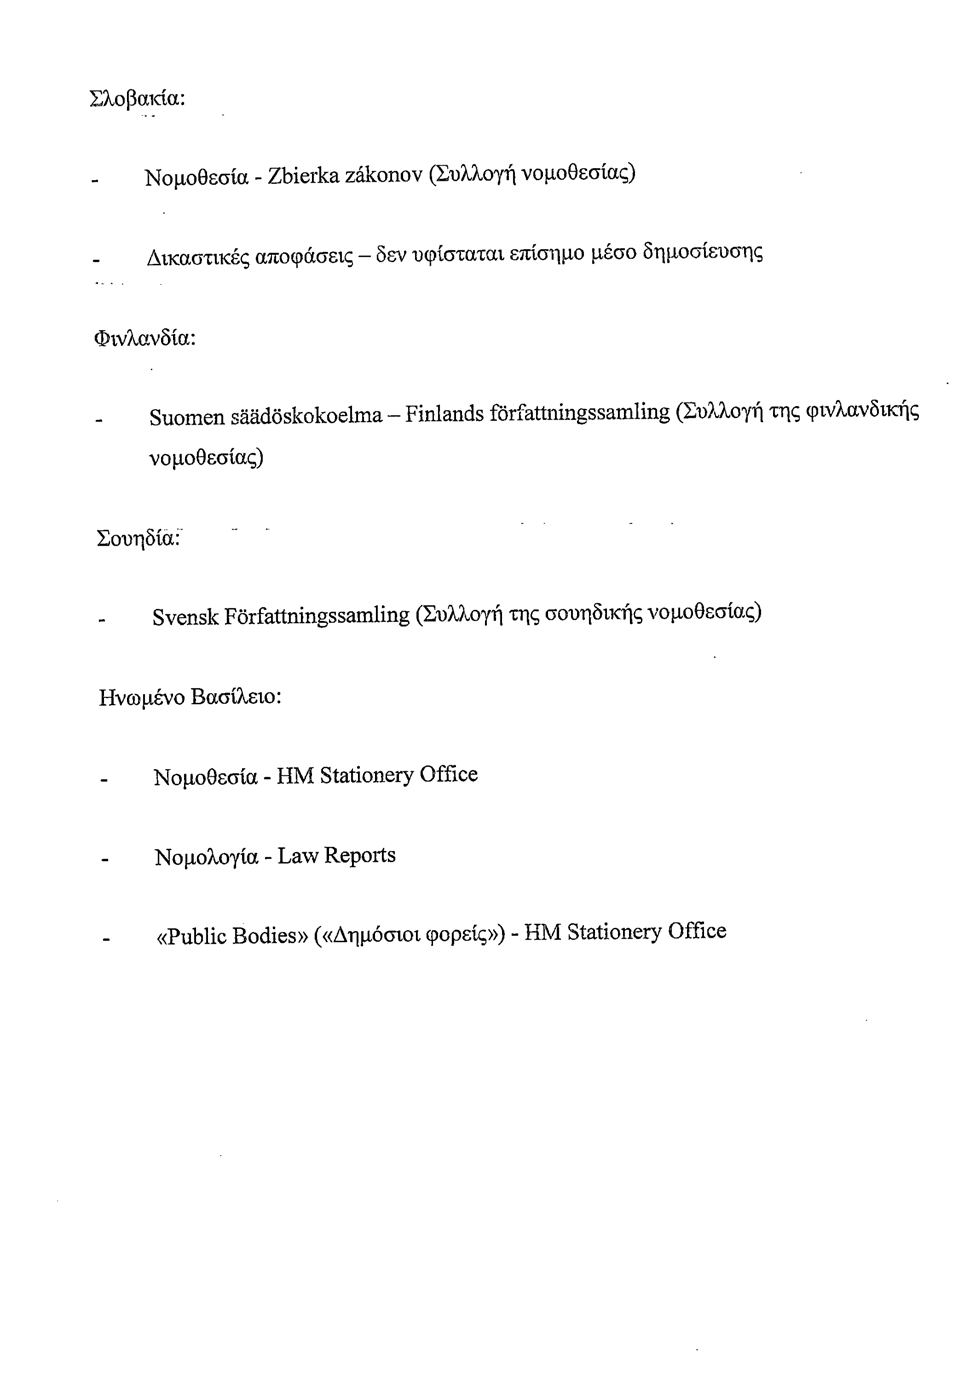 Σλοβακία:
- Νομοθεσία - Zbierka zákonov (Συλλογή νομοθεσίας)
- Δικαστικές αποφάσεις – δεν υφίσταται επίσημο μέσο δημοσίευσης
Φινλανδία:
- Suomen säädöskokoelma – Finlands författningssamling (Συλλογή της φινλανδικής
νομοθεσίας)
Σουηδία:
- Svensk Författningssamling (Συλλογή της σουηδικής νομοθεσίας)
Ηνωμένο Βασίλειο:
- Νομοθεσία - HM Stationery Office
- Νομολογία - Law Reports
- «Public Bodies» («Δημόσιοι φορείς») - HM Stationery Office